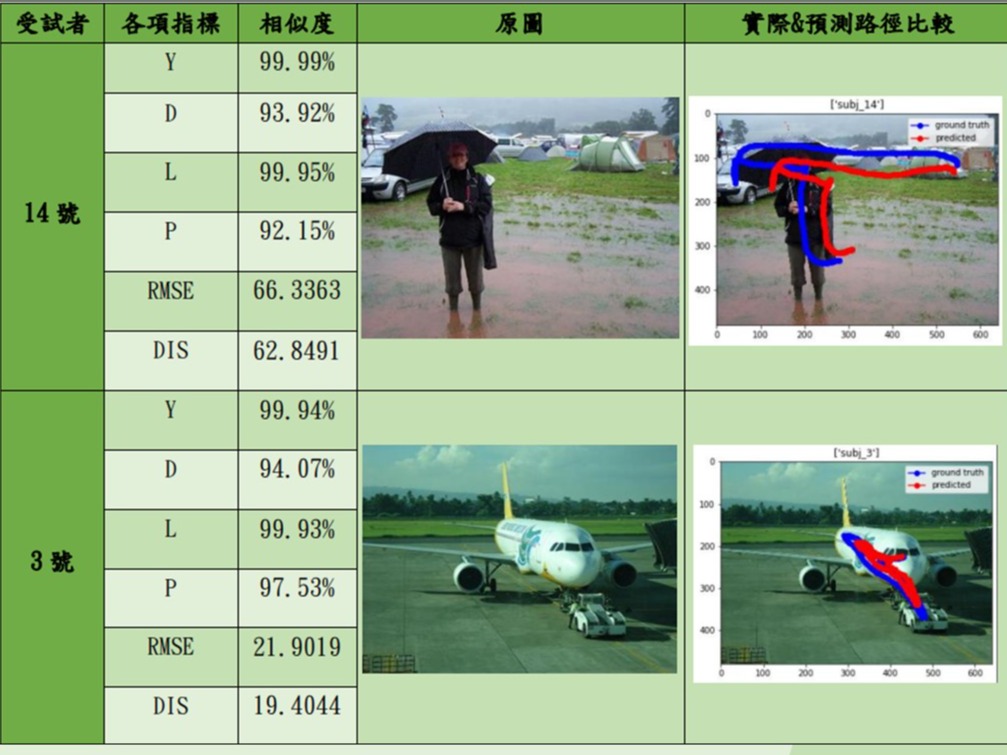 受試者 各項指標 相似度 原圖 實際&預測路徑比較
14 號
Y 99.99%
D 93.92%
L 99.95%
P 92.15%
RMSE 66.3363
DIS 62.8491
['subj_14']
ground truth
predicted
0
100
200
300
400
0 100 200 300 400 500 600
3 號
Y 99.94%
D 94.07%
L 99.93%
P 97.53%
RMSE 21.9019
DIS 19.4044
['subj_3']
ground truth
predicted
0
100
200
300
400
0 100 200 300 400 500 600